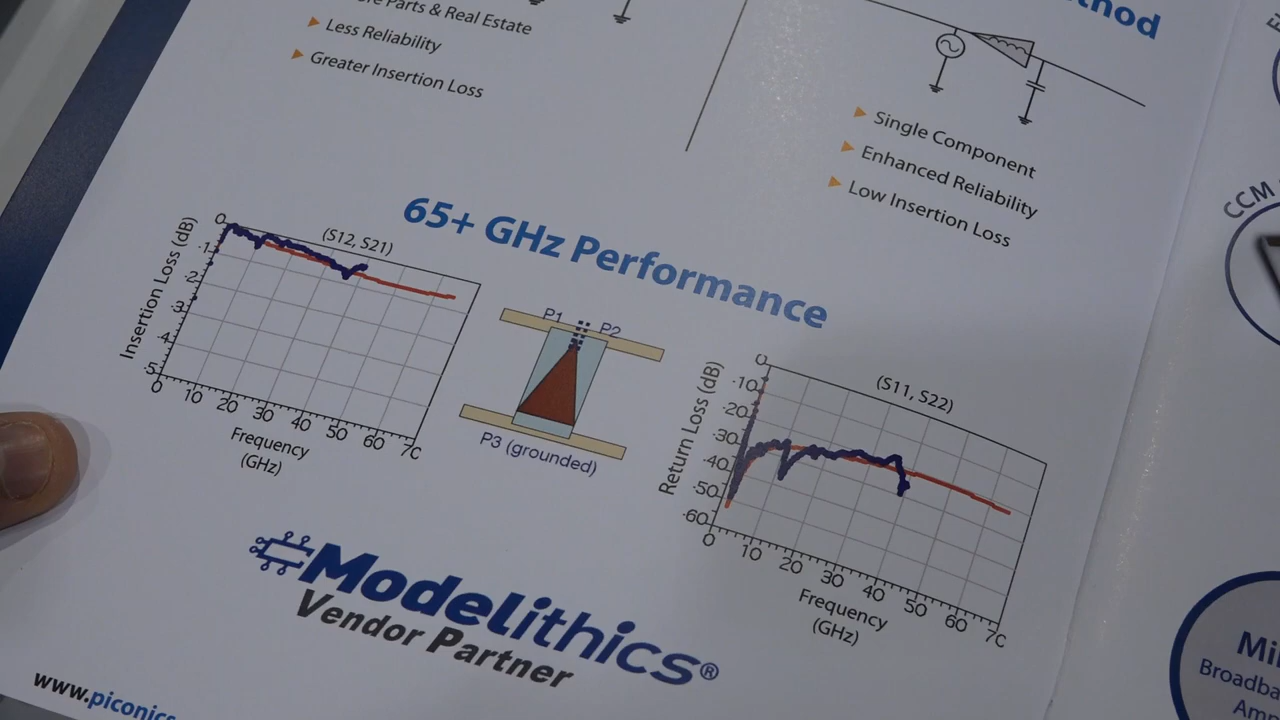 Parts & Real Estate
Less Reliability
Greater Insertion Loss
Single Component
Enhanced Reliability
Low Insertion Loss
65+ GHz Performance
(S12, S21)
Insertion Loss (dB)
0
-1
-2
-3
-4
-5
0 10 20 30 40 50 60 70
Frequency
(GHz)
P1 P2
P3 (grounded)
(S11, S22)
Return Loss (dB)
0
-10
-20
-30
-40
-50
-60
0 10 20 30 40 50 60 70
Frequency
(GHz)
Modelithics®
Vendor Partner
www.piconics
CCM